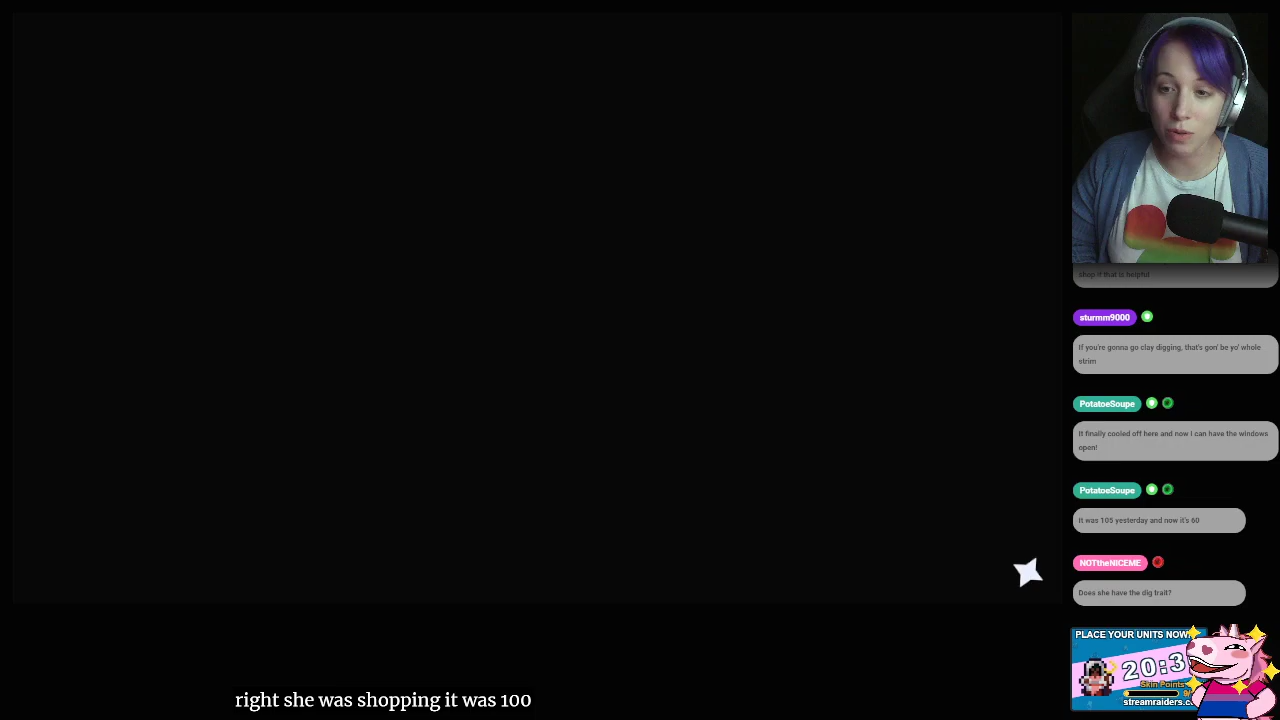 shop if that is helpful
sturmm9000
If you're gonna go clay digging, that's gon' be yo' whole
strim
PotatoeSoupe
It finally cooled off here and now I can have the windows
open!
PotatoeSoupe
It was 105 yesterday and now it's 60
NOTtheNICEME
Does she have the dig trait?
PLACE YOUR UNITS NOW
20:3
Skin Points
streamraiders.c
right she was shopping it was 100